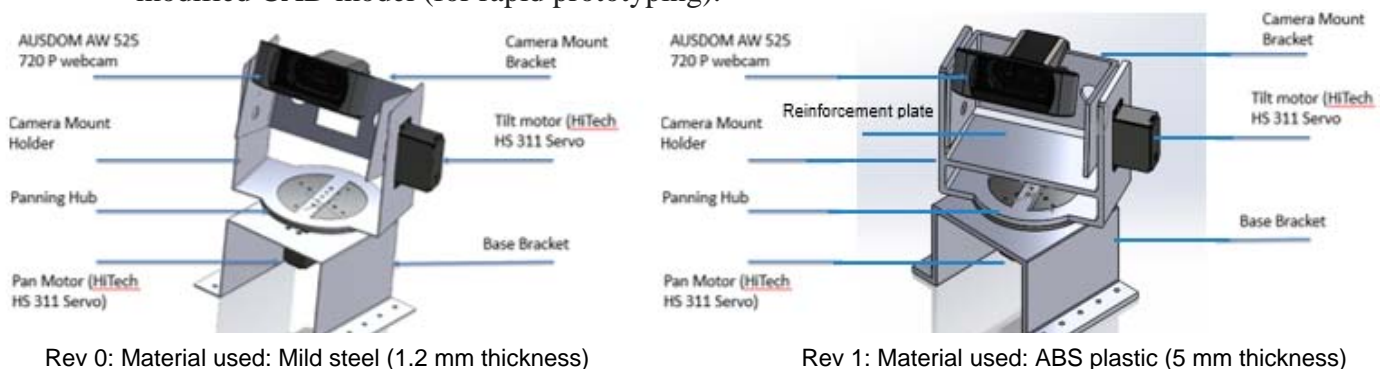 modified CAD model (for rapid prototyping).
AUSDOM AW 525
720 P webcam
Camera Mount
Bracket
Camera Mount
Holder
Tilt motor (HiTech
HS 311 Servo
Panning Hub
Base Bracket
Pan Motor (HiTech
HS 311 Servo)
Rev 0: Material used: Mild steel (1.2 mm thickness)
AUSDOM AW 525
720 P webcam
Camera Mount
Bracket
Reinforcement plate
Tilt motor (HiTech
HS 311 Servo
Camera Mount
Holder
Panning Hub
Base Bracket
Pan Motor (HiTech
HS 311 Servo)
Rev 1: Material used: ABS plastic (5 mm thickness)